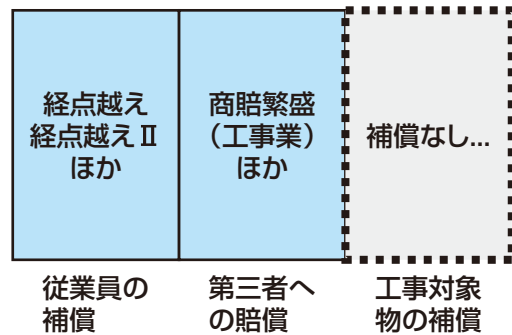 経点越え
経点越えⅡ
ほか
商賠繁盛
（工事業）
ほか
補償なし...
従業員の
補償
第三者へ
の賠償
工事対象
物の補償